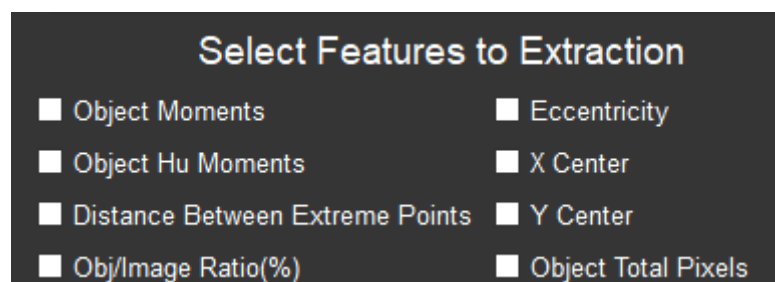 Select Features to Extraction
Object Moments
Eccentricity
Object Hu Moments
X Center
Distance Between Extreme Points
Y Center
Obj/Image Ratio(%)
Object Total Pixels